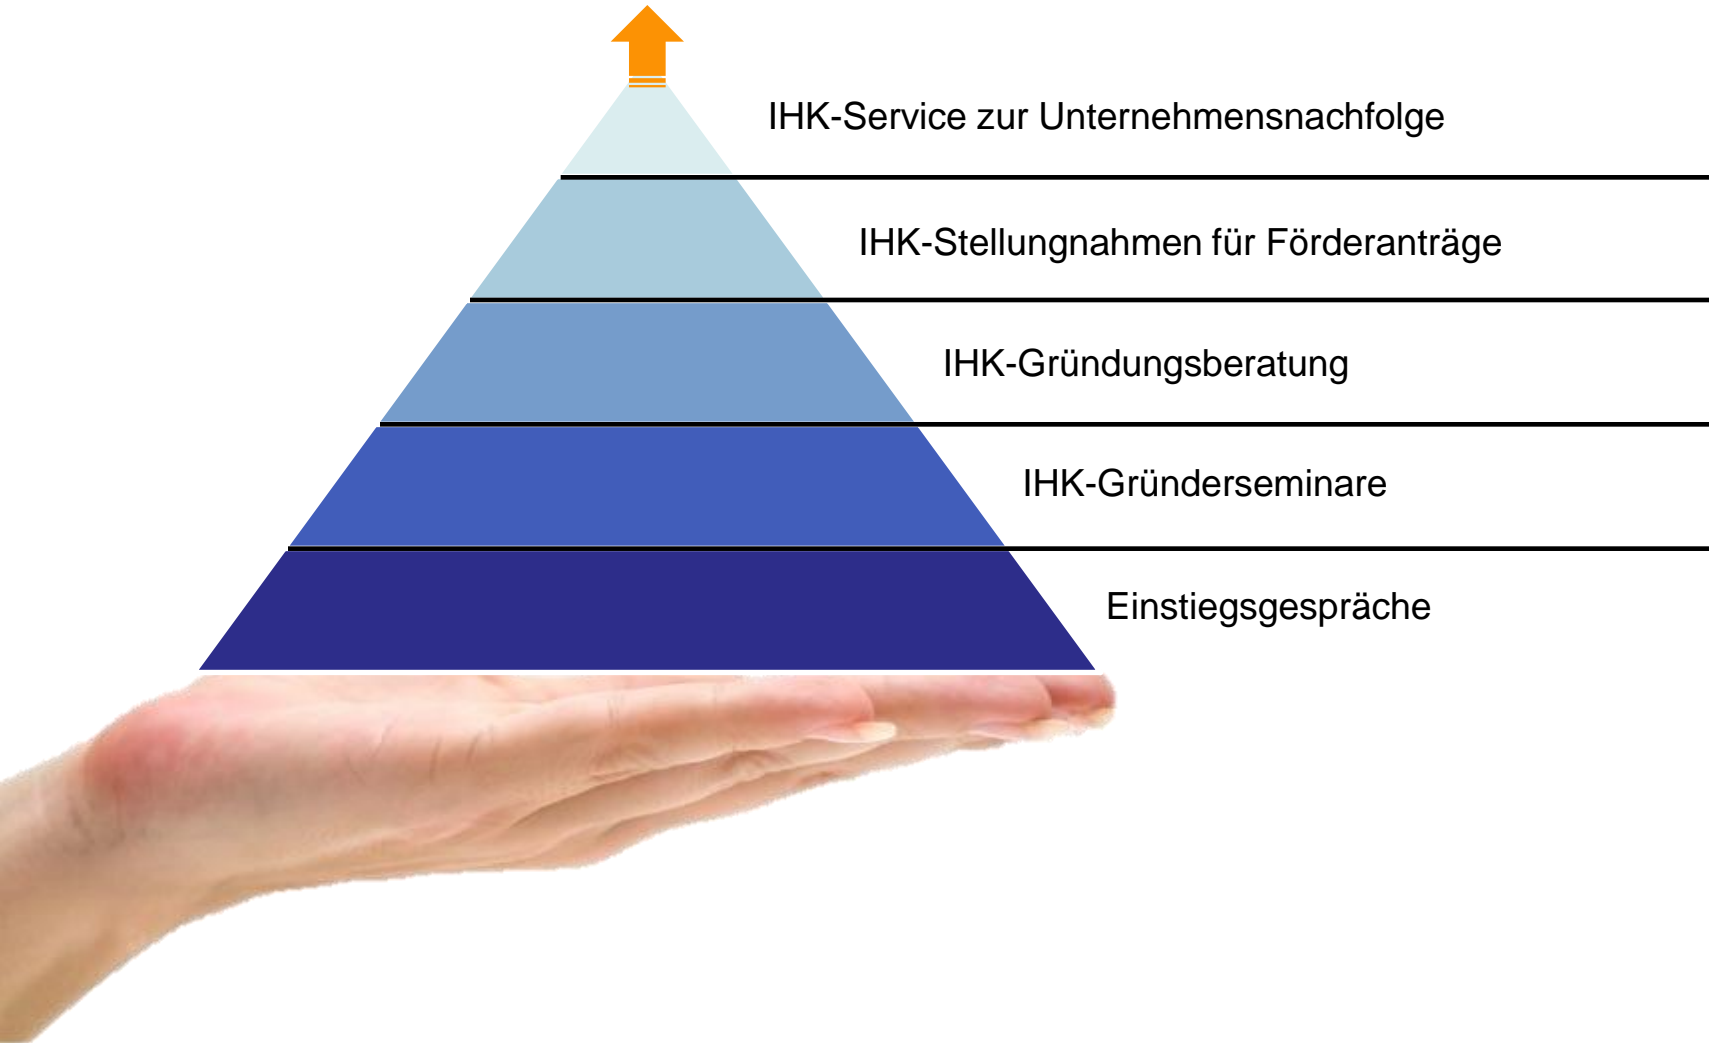 IHK-Service zur Unternehmensnachfolge
IHK-Stellungnahmen für Förderanträge
IHK-Gründungsberatung
IHK-Gründerseminare
Einstiegsgespräche